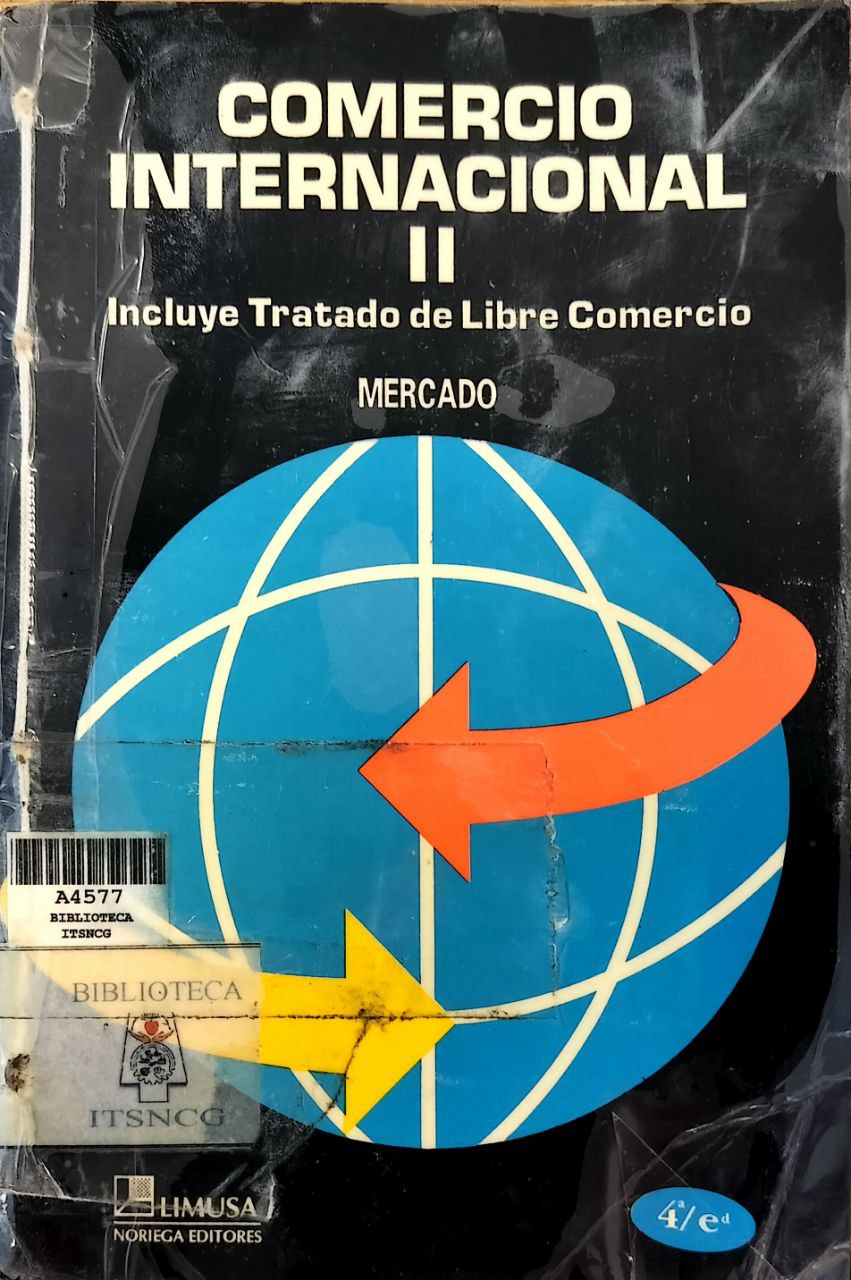 COMERCIO
INTERNACIONAL
II
Incluye Tratado de Libre Comercio
MERCADO
A4577
BIBLIOTECA
ITSNCG
BIBLIOTECA
ITSNCG
LIMUSA
NORIEGA EDITORES
4ª/eᵈ